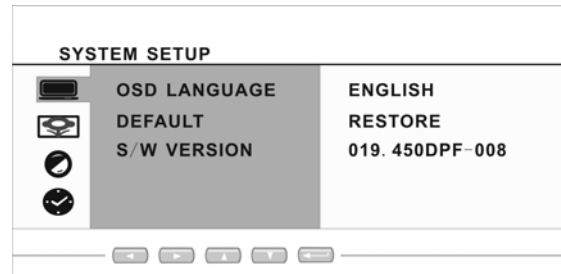 SYSTEM SETUP
OSD LANGUAGE ENGLISH
DEFAULT RESTORE
S/W VERSION 019. 450DPF-008